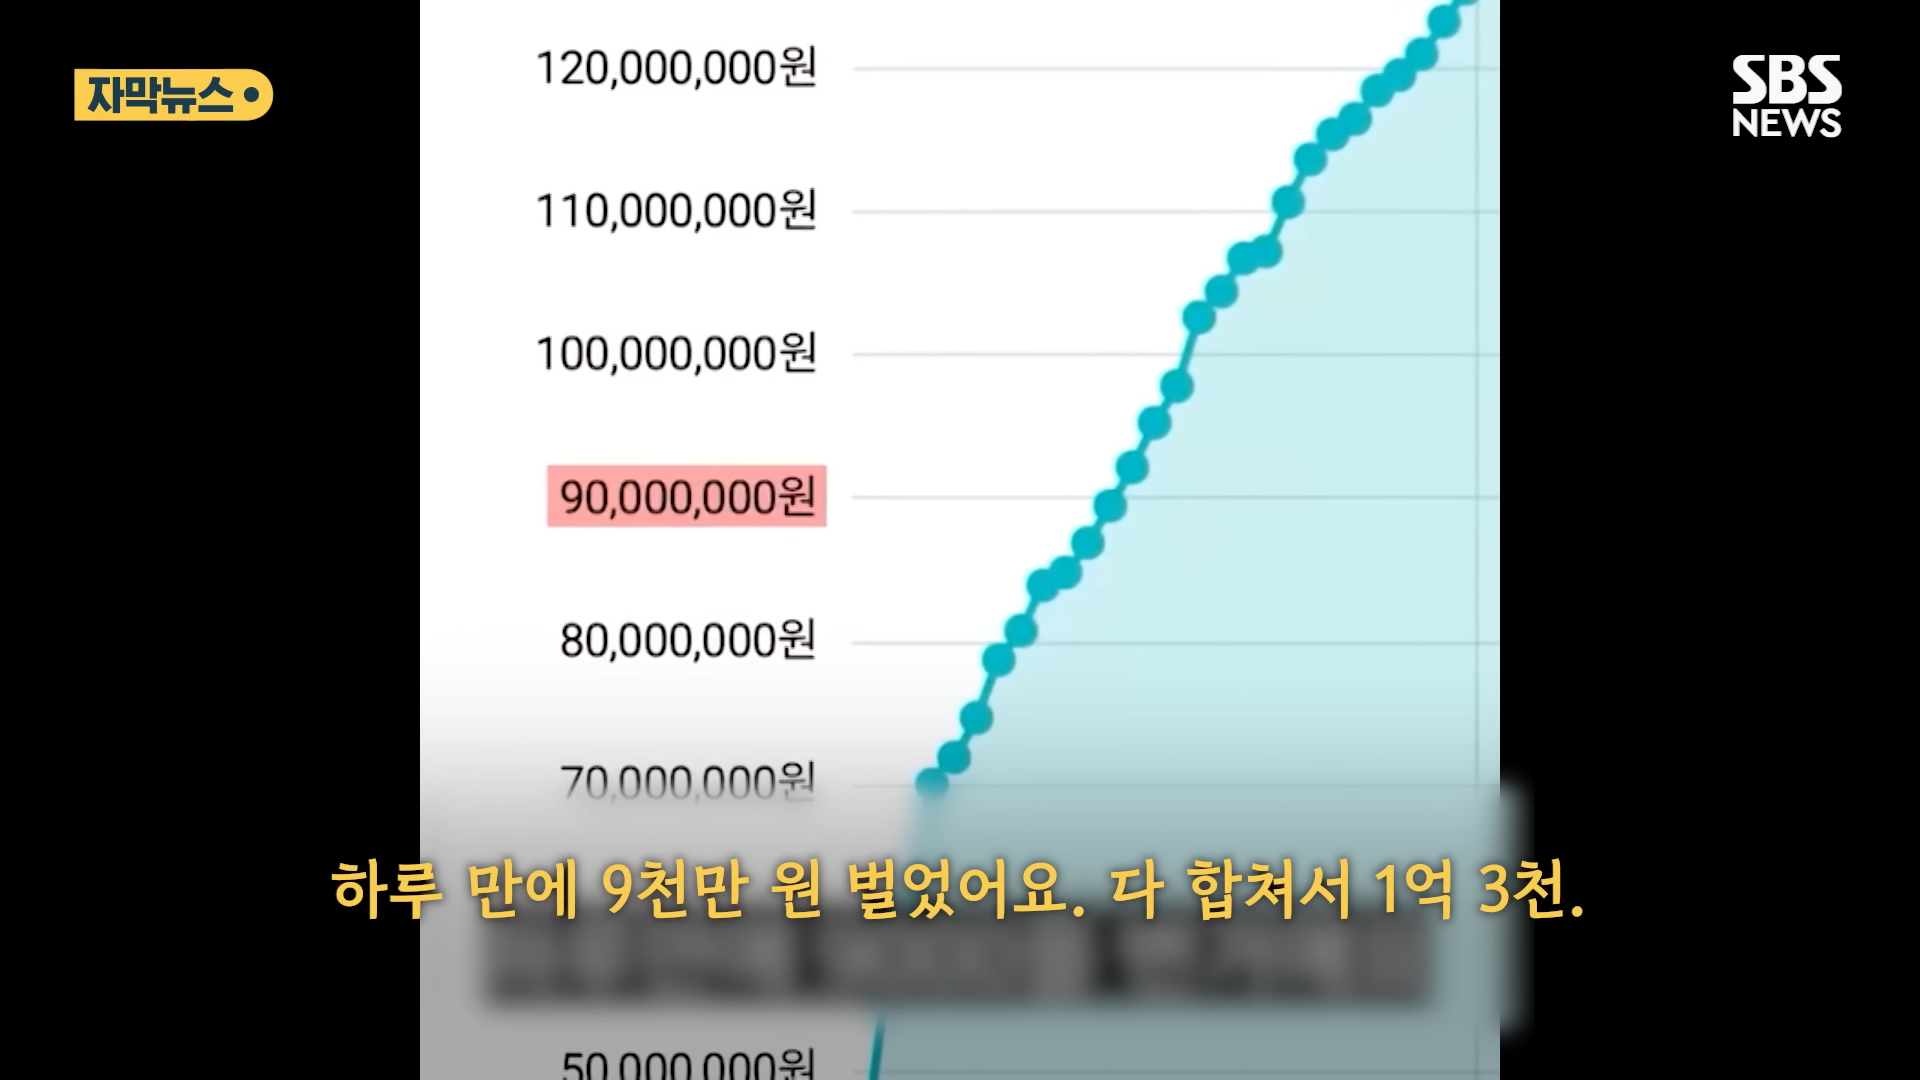 자막뉴스
SBS
NEWS
120,000,000원
110,000,000원
100,000,000원
90,000,000원
80,000,000원
70,000,000원
하루 만에 9천만 원 벌었어요. 다 합쳐서 1억 3천.
50,000,000원